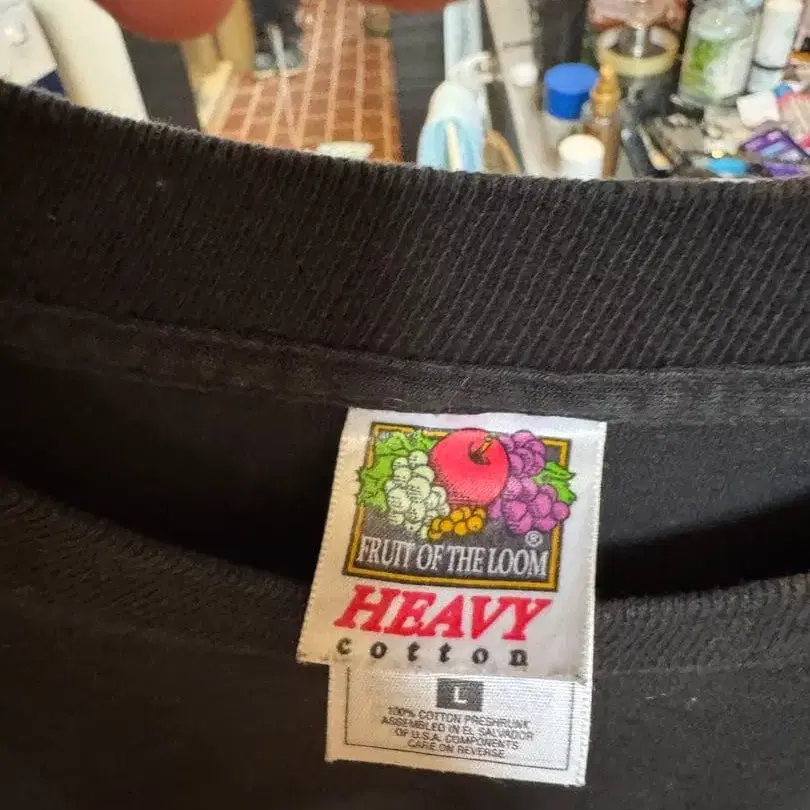 FRUIT OF THE LOOM®
HEAVY
cotton
L
100% COTTON PRESHRUNK
ASSEMBLED IN EL SALVADOR
OF U.S.A. COMPONENTS
CARE ON REVERSE